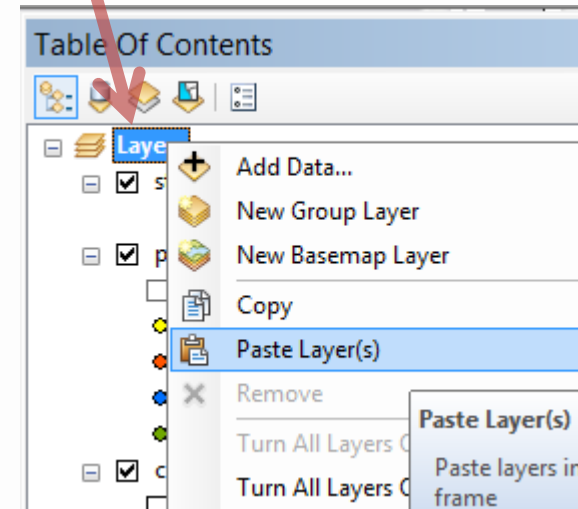 Table Of Contents
Laye
Add Data...
New Group Layer
New Basemap Layer
p
Copy
Paste Layer(s)
Remove
Turn All Layers
c
Turn All Layers
Paste Layer(s)
Paste layers in
frame